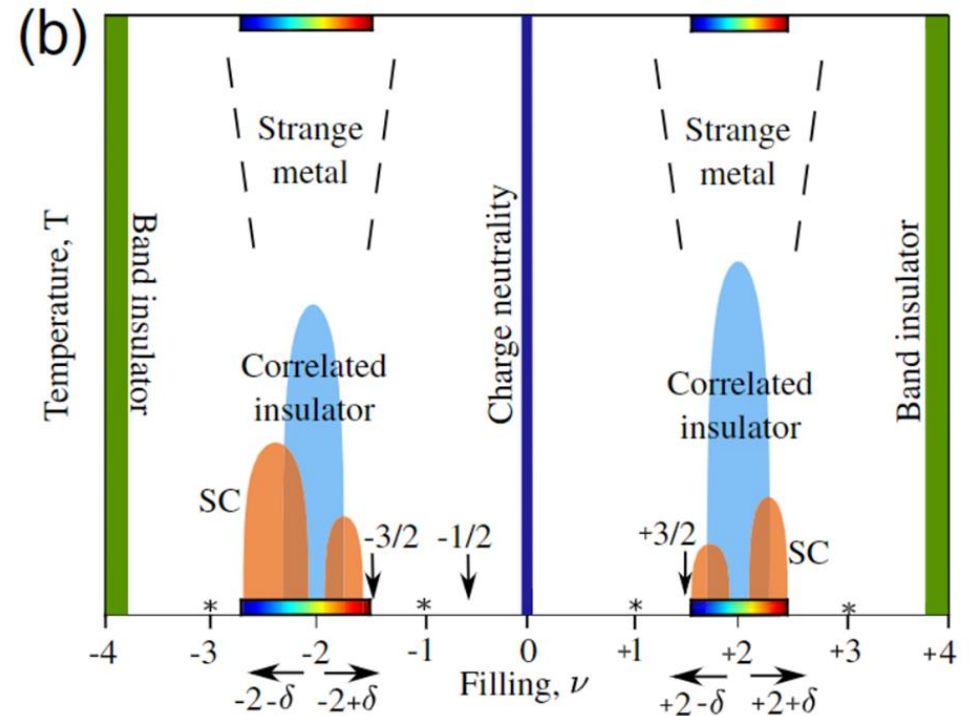 (b)
Strange
metal
Strange
metal
Temperature, T
Band insulator
Charge neutrality
Band insulator
Correlated
insulator
Correlated
insulator
SC
-3/2
-1/2
+3/2
SC
*
*
*
*
-4
-3
-2
-1
0
+1
+2
+3
+4
-2-δ
-2+δ
Filling, ν
+2-δ
+2+δ